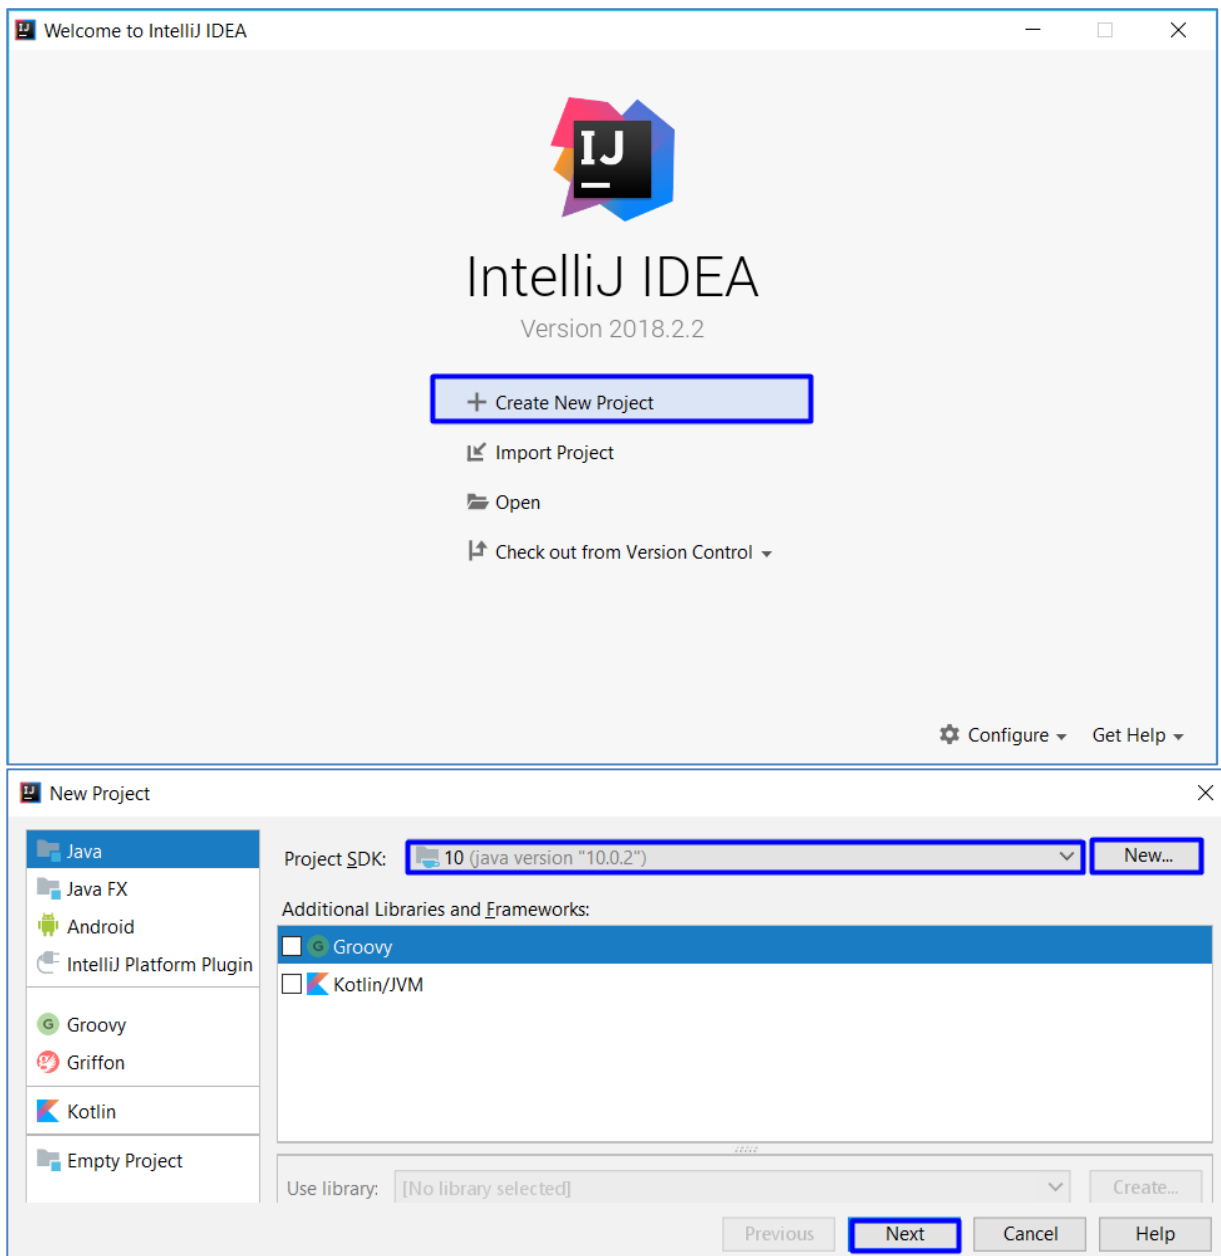 Welcome to IntelliJ IDEA
IJ
IntelliJ IDEA
Version 2018.2.2
Create New Project
Import Project
Open
Check out from Version Control
Configure
Get Help
New Project
Java
Java FX
Android
IntelliJ Platform Plugin
Groovy
Griffon
Kotlin
Empty Project
Project SDK: 10 (java version "10.0.2") New...
Additional Libraries and Frameworks:
Groovy
Kotlin/JVM
Use library: [No library selected] Create...
Previous Next Cancel Help